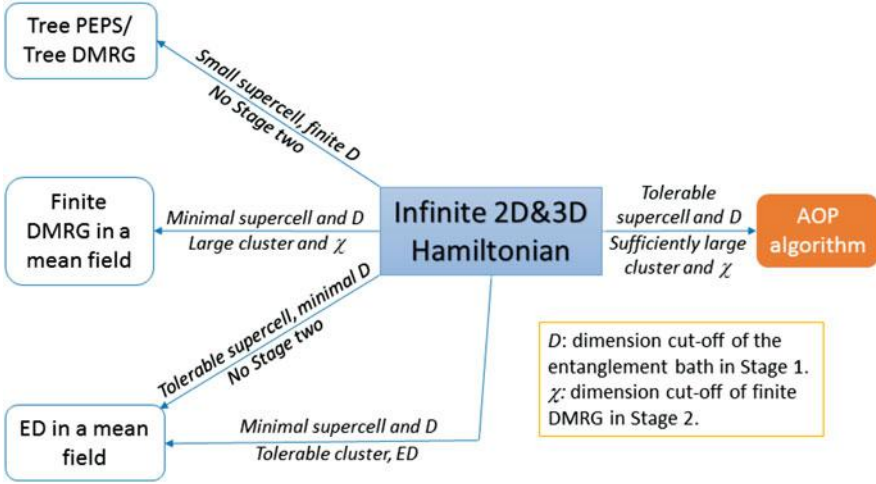 Tree PEPS/
Tree DMRG
Small supercell, finite D
No Stage two
Finite
DMRG in a
mean field
Minimal supercell and D
Large cluster and χ
Infinite 2D&3D
Hamiltonian
Tolerable
supercell and D
Sufficiently large
cluster and χ
AOP
algorithm
Tolerable supercell, minimal D
No Stage two
ED in a mean
field
Minimal supercell and D
Tolerable cluster, ED
D: dimension cut-off of the
entanglement bath in Stage 1.
χ: dimension cut-off of finite
DMRG in Stage 2.